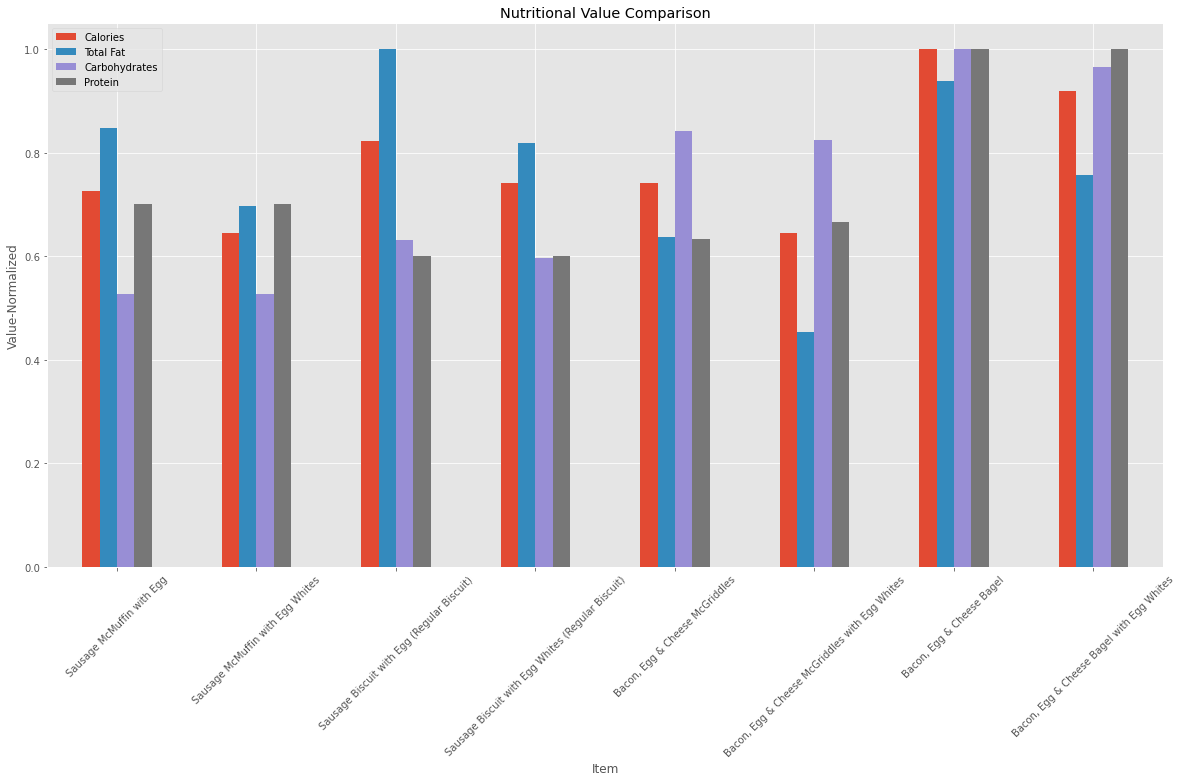 Nutritional Value Comparison
Calories
Total Fat
Carbohydrates
Protein
Value-Normalized
1.0
0.8
0.6
0.4
0.2
0.0
Sausage McMuffin with Egg
Sausage McMuffin with Egg Whites
Sausage Biscuit with Egg (Regular Biscuit)
Sausage Biscuit with Egg Whites (Regular Biscuit)
Bacon, Egg & Cheese McGriddles
Bacon, Egg & Cheese McGriddles with Egg Whites
Bacon, Egg & Cheese Bagel
Bacon, Egg & Cheese Bagel with Egg Whites
Item